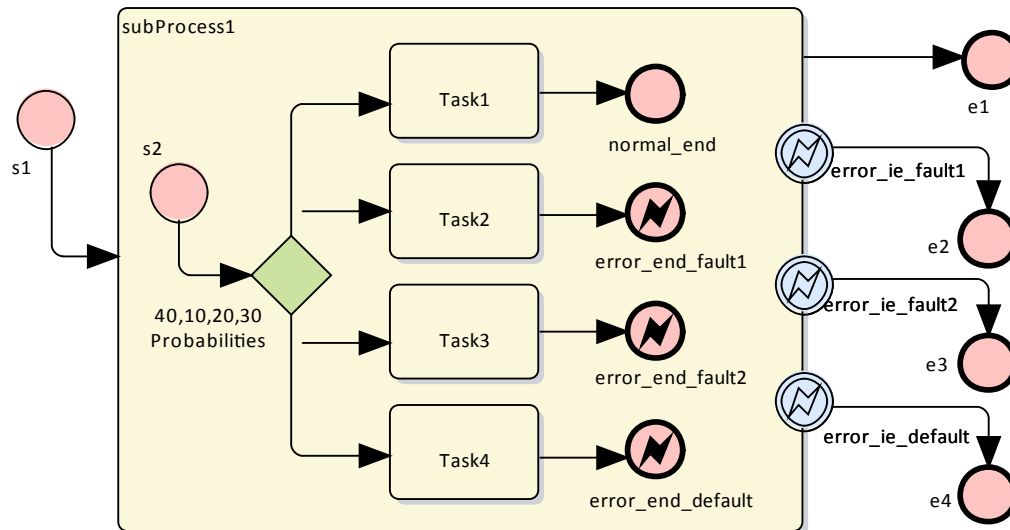 subProcess1
e1
Task1
s1
s2
normal_end
error_ie_fault1
Task2
error_end_fault1
e2
40,10,20,30
Probabilities
error_ie_fault2
Task3
error_end_fault2
e3
error_ie_default
Task4
error_end_default
e4